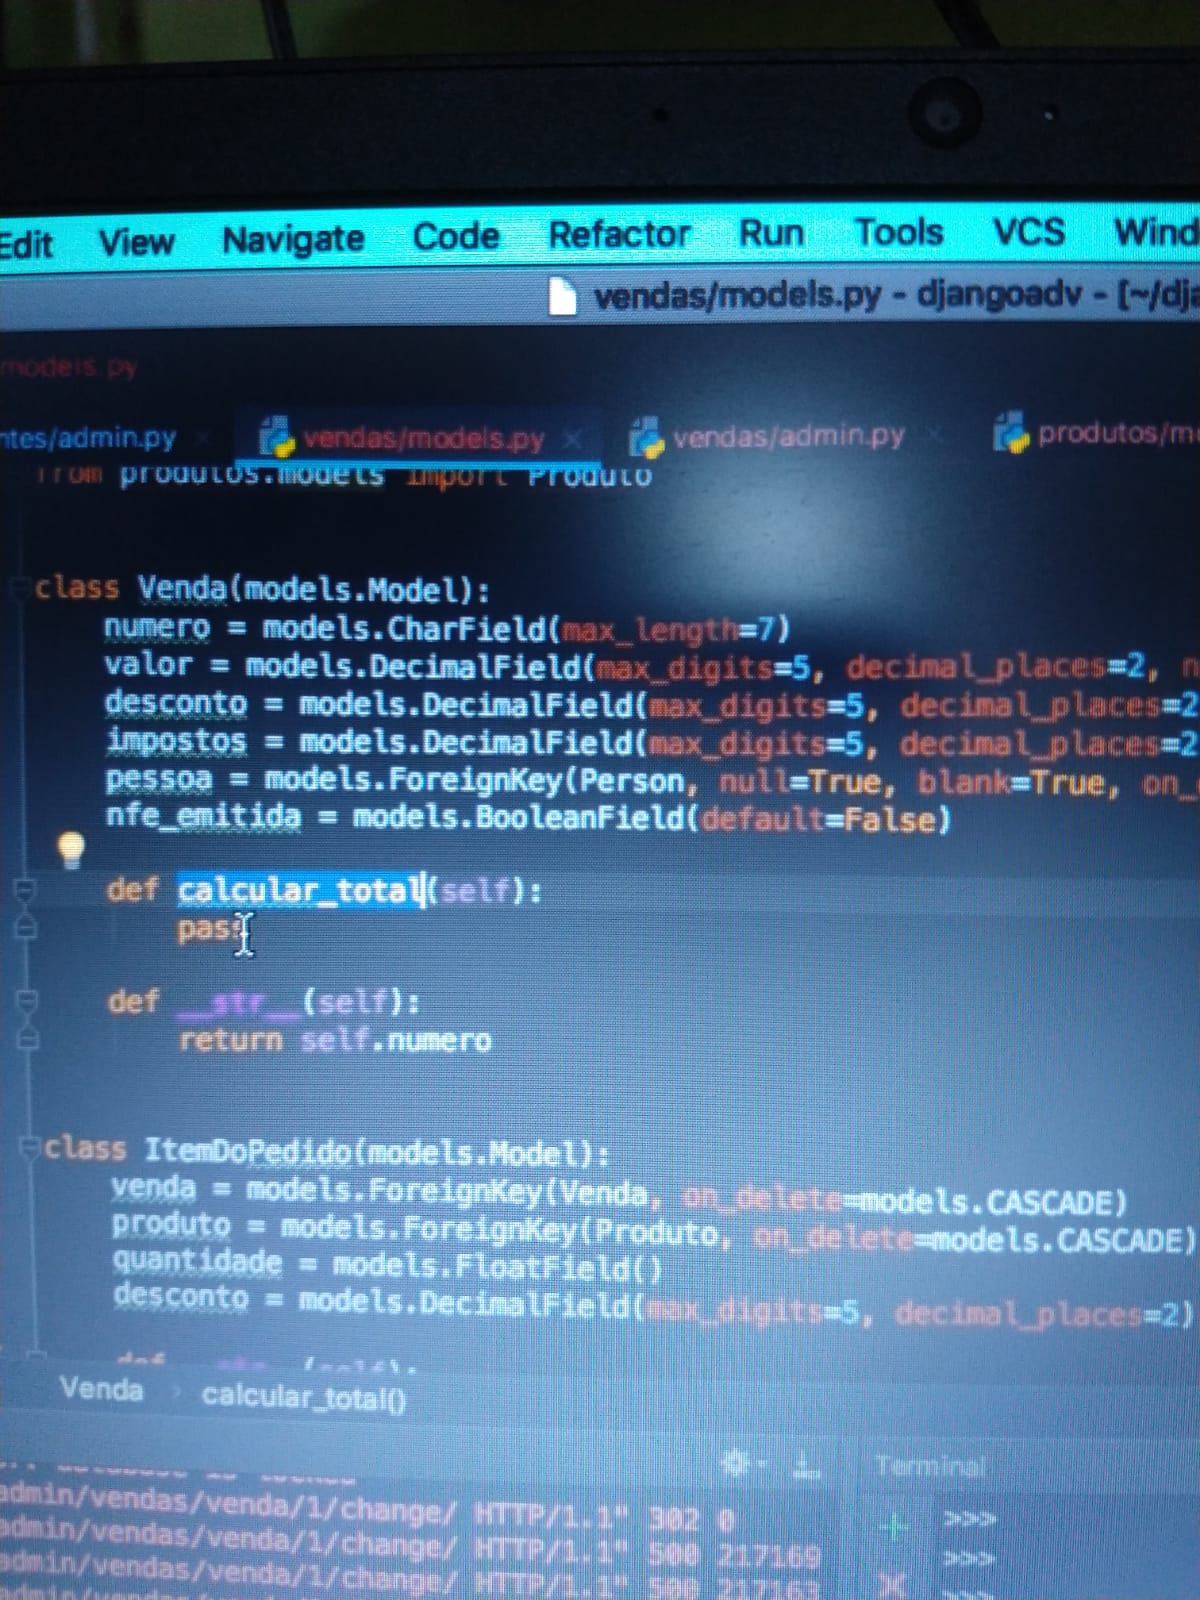 Edit View Navigate Code Refactor Run Tools VCS Wind
vendas/models.py - djangoadv - [~/dja
models.py
ntes/admin.py vendas/models.py vendas/admin.py produtos/m
from produtos.models import Produto
class Venda(models.Model):
numero = models.CharField(max_length=7)
valor = models.DecimalField(max_digits=5, decimal_places=2, n
desconto = models.DecimalField(max_digits=5, decimal_places=2
impostos = models.DecimalField(max_digits=5, decimal_places=2
pessoa = models.ForeignKey(Person, null=True, blank=True, on_
nfe_emitida = models.BooleanField(default=False)
def calcular_total(self):
pass
def __str__(self):
return self.numero
class ItemDoPedido(models.Model):
venda = models.ForeignKey(Venda, on_delete=models.CASCADE)
produto = models.ForeignKey(Produto, on_delete=models.CASCADE)
quantidade = models.FloatField()
desconto = models.DecimalField(max_digits=5, decimal_places=2)
def __str__(self):
Venda > calcular_total()
Terminal
database is locked
admin/vendas/venda/1/change/ HTTP/1.1" 302 0
admin/vendas/venda/1/change/ HTTP/1.1" 500 217169
admin/vendas/venda/1/change/ HTTP/1.1" 500 217163
>>>
>>>
>>>